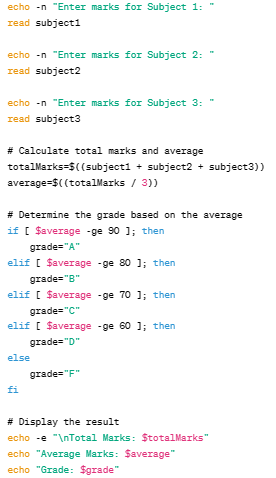 echo -n "Enter marks for Subject 1: "
read subject1

echo -n "Enter marks for Subject 2: "
read subject2

echo -n "Enter marks for Subject 3: "
read subject3

# Calculate total marks and average
totalMarks=$((subject1 + subject2 + subject3))
average=$((totalMarks / 3))

# Determine the grade based on the average
if [ $average -ge 90 ]; then
    grade="A"
elif [ $average -ge 80 ]; then
    grade="B"
elif [ $average -ge 70 ]; then
    grade="C"
elif [ $average -ge 60 ]; then
    grade="D"
else
    grade="F"
fi

# Display the result
echo -e "\nTotal Marks: $totalMarks"
echo "Average Marks: $average"
echo "Grade: $grade"